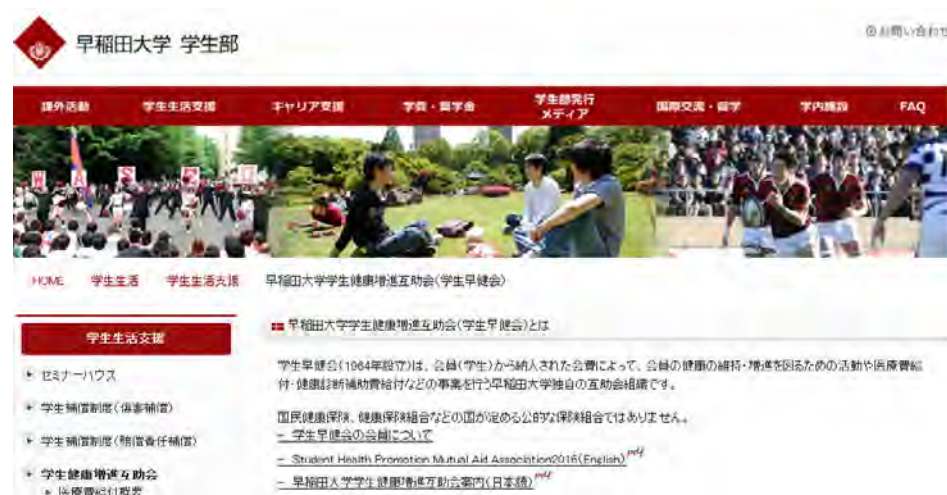 早稲田大学 学生部
お問い合わせ
課外活動 学生生活支援 キャリア支援 学費・奨学金 学生部発行 国際交流・留学 学内施設 FAQ
メディア
W A S E D
HOME 学生生活 学生生活支援 早稲田大学学生健康増進互助会(学生早健会)
早稲田大学学生健康増進互助会(学生早健会)とは
学生生活支援
学生早健会(1964年設立)は、会員(学生)から納入された会費によって、会員の健康の維持・増進を図るための活動や医療費給
付・健康診断補助費給付などの事業を行う早稲田大学独自の互助会組織です。
セミナーハウス
学生補償制度(傷害補償)
国民健康保険、健康保険組合などの国が定める公的な保険組合ではありません。
- 学生早健会の会員について
学生補償制度(賠償責任補償)
- Student Health Promotion Mutual Aid Association2016(English) pdf
学生健康増進互助会
- 早稲田大学学生健康増進互助会案内(日本語) pdf
医療費給付概要